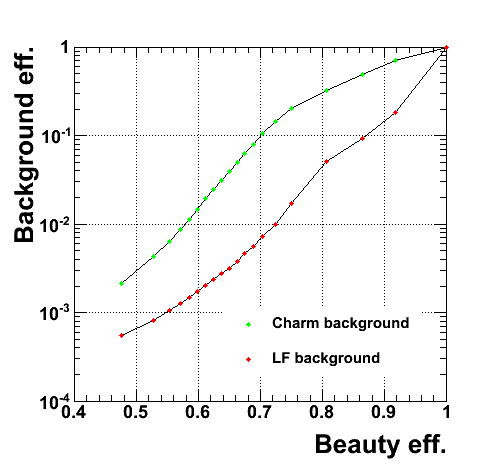 Background eff.
1
10^-1
10^-2
10^-3
10^-4
Charm background
LF background
0.4 0.5 0.6 0.7 0.8 0.9 1
Beauty eff.